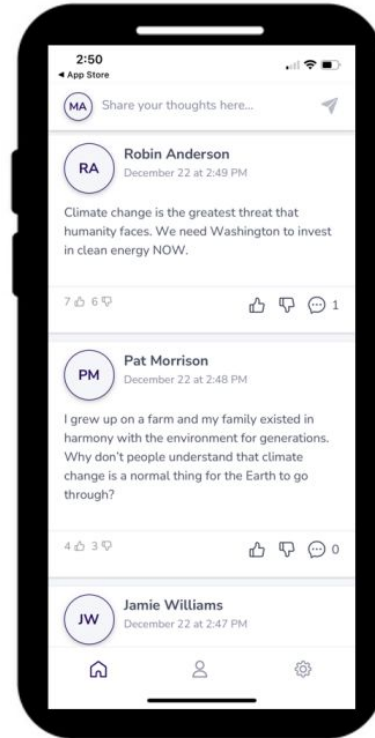 2:50
◀ App Store
MA Share your thoughts here...
RA Robin Anderson
December 22 at 2:49 PM
Climate change is the greatest threat that
humanity faces. We need Washington to invest
in clean energy NOW.
7 6 1
PM Pat Morrison
December 22 at 2:48 PM
I grew up on a farm and my family existed in
harmony with the environment for generations.
Why don't people understand that climate
change is a normal thing for the Earth to go
through?
4 3 0
JW Jamie Williams
December 22 at 2:47 PM